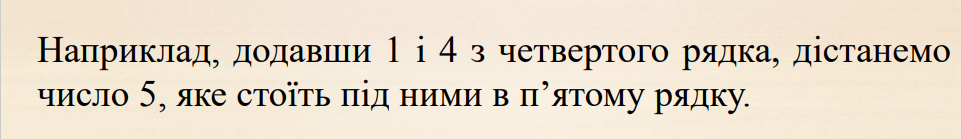 Наприклад, додавши 1 і 4 з четвертого рядка, дістанемо
число 5, яке стоїть під ними в п’ятому рядку.